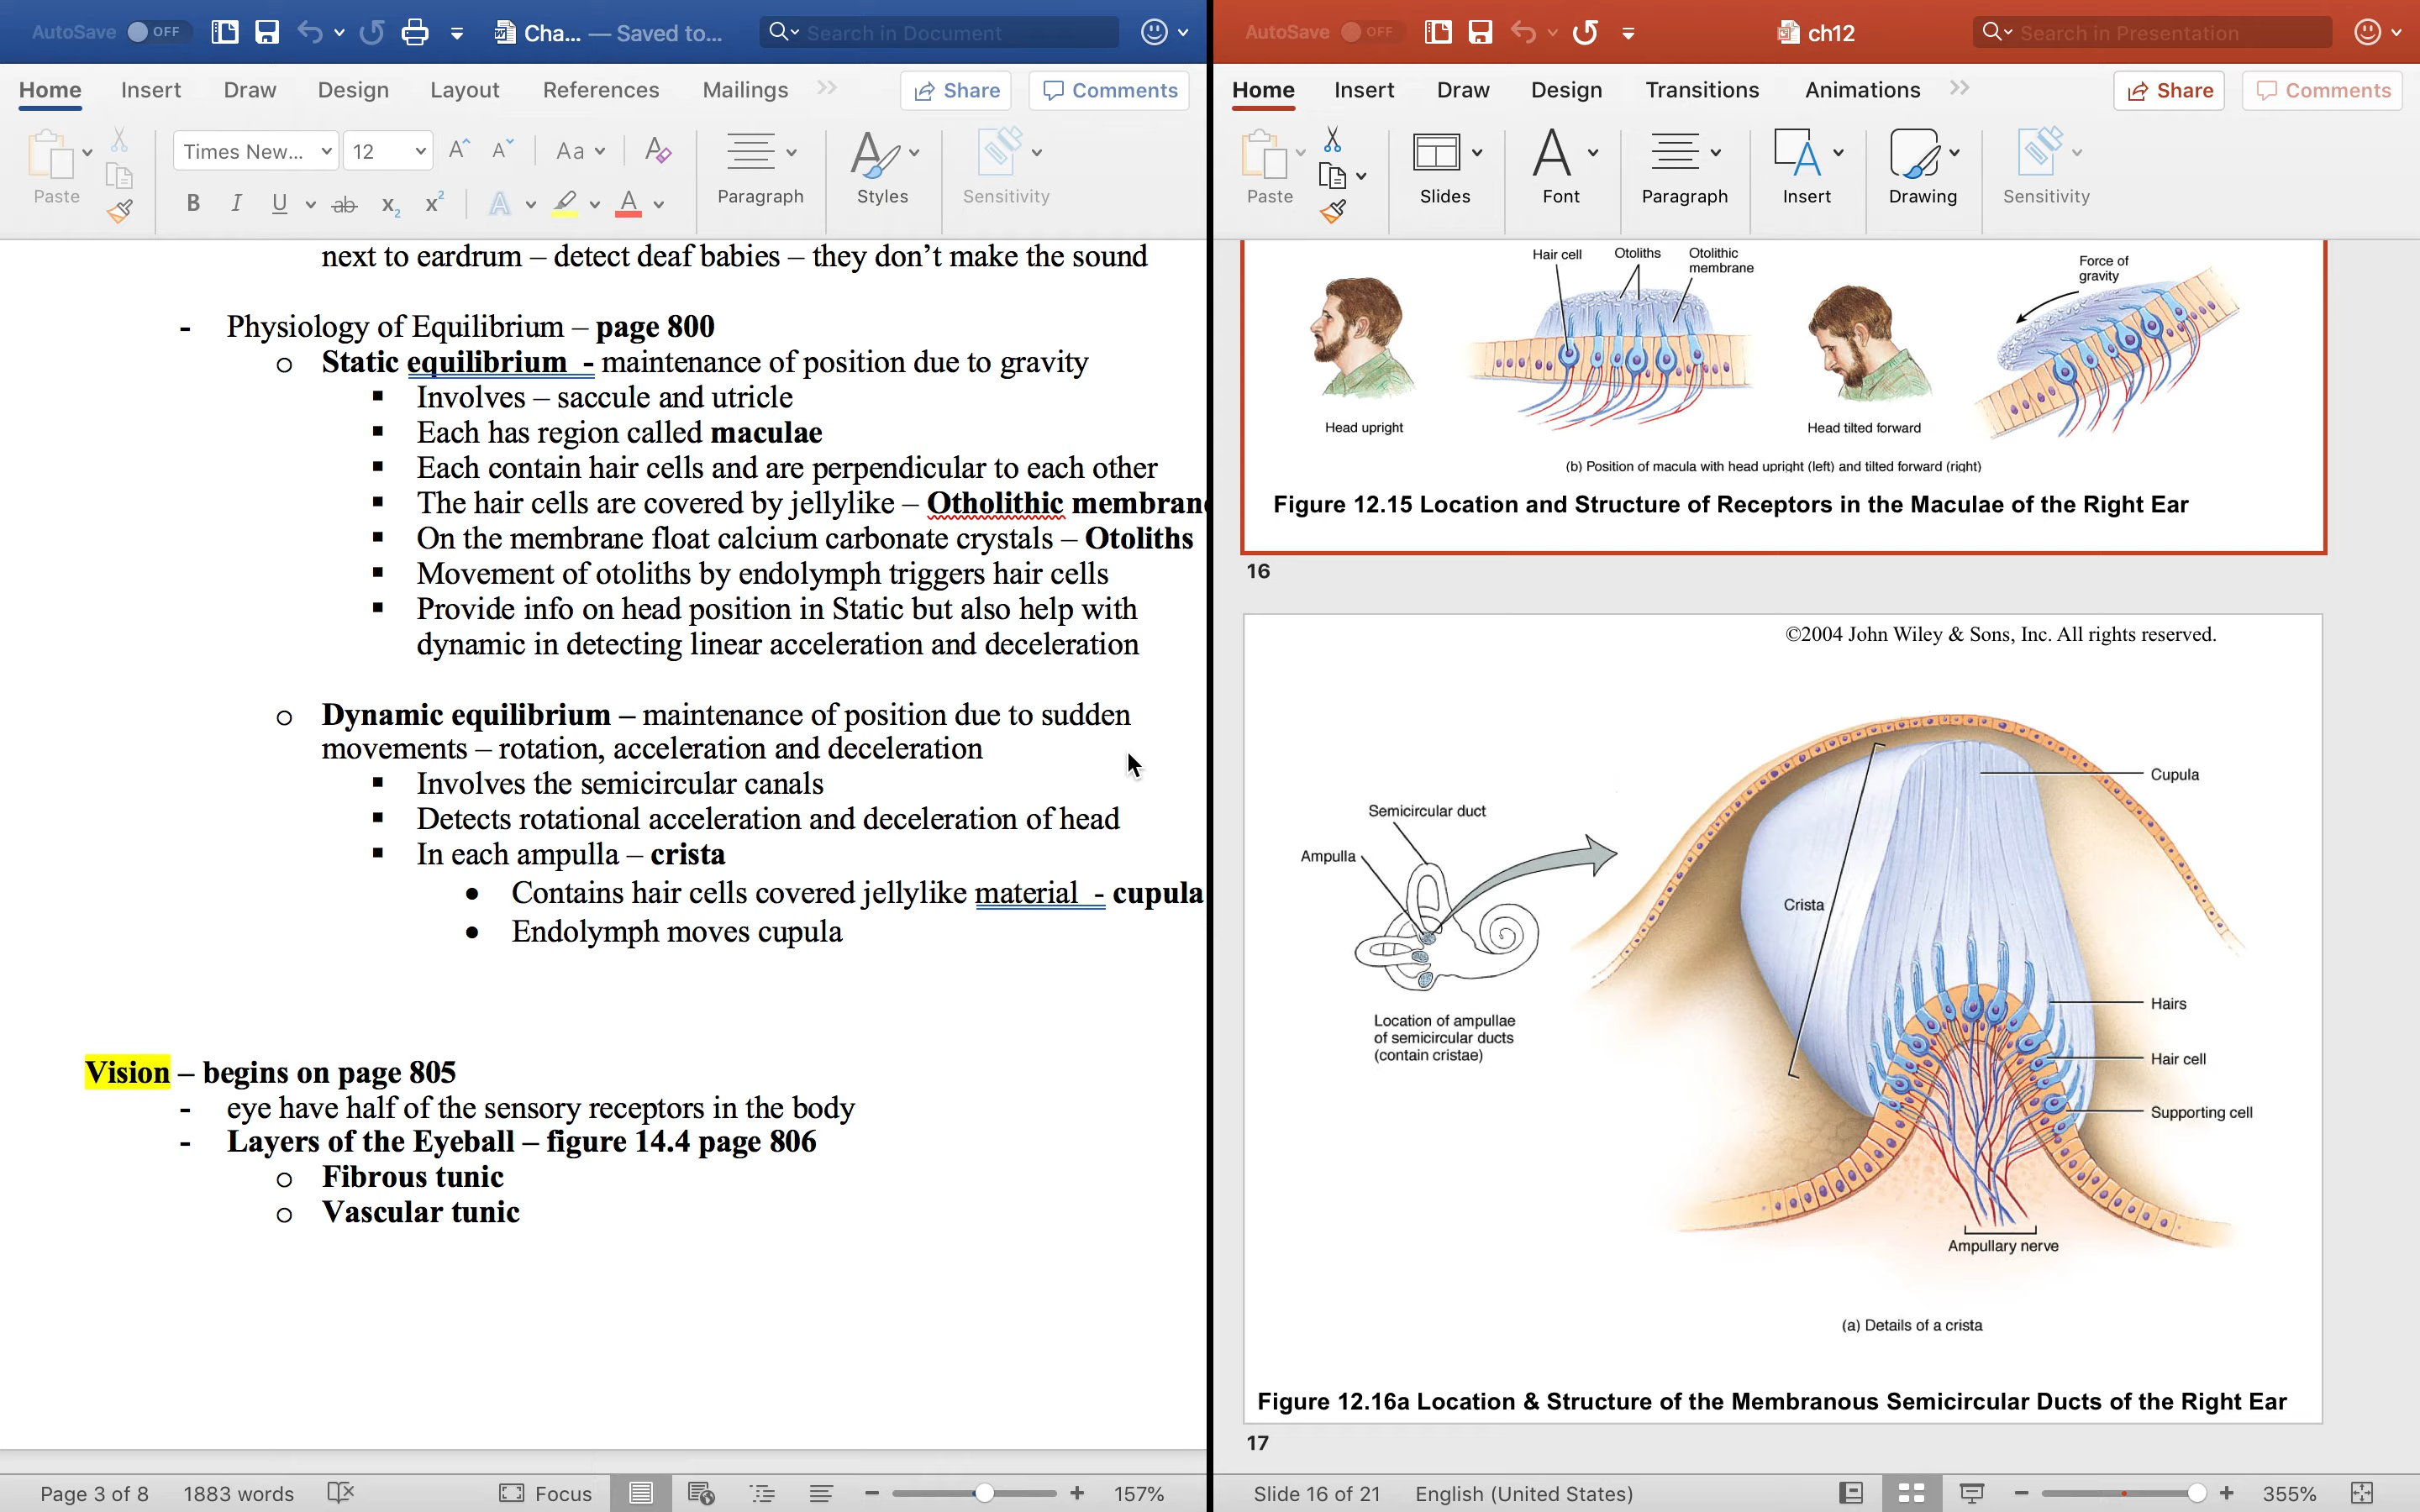 AutoSave OFF Cha... — Saved to... Search in Document
Home Insert Draw Design Layout References Mailings Share Comments
Paste Times New... 12 Aa Paragraph Styles Sensitivity
B I U ab x2 x2 A A
next to eardrum – detect deaf babies – they don't make the sound
- Physiology of Equilibrium – page 800
o Static equilibrium - maintenance of position due to gravity
▪ Involves – saccule and utricle
▪ Each has region called maculae
▪ Each contain hair cells and are perpendicular to each other
▪ The hair cells are covered by jellylike – Otholithic membran
▪ On the membrane float calcium carbonate crystals – Otoliths
▪ Movement of otoliths by endolymph triggers hair cells
▪ Provide info on head position in Static but also help with
dynamic in detecting linear acceleration and deceleration
o Dynamic equilibrium – maintenance of position due to sudden
movements – rotation, acceleration and deceleration
▪ Involves the semicircular canals
▪ Detects rotational acceleration and deceleration of head
▪ In each ampulla – crista
• Contains hair cells covered jellylike material - cupula
• Endolymph moves cupula
Vision – begins on page 805
- eye have half of the sensory receptors in the body
- Layers of the Eyeball – figure 14.4 page 806
o Fibrous tunic
o Vascular tunic
Page 3 of 8 1883 words Focus 157%
AutoSave OFF ch12 Search in Presentation
Home Insert Draw Design Transitions Animations Share Comments
Paste Slides Font Paragraph Insert Drawing Sensitivity
Hair cell
Otoliths
Otolithic
membrane
Force of
gravity
Head upright
Head tilted forward
(b) Position of macula with head upright (left) and tilted forward (right)
Figure 12.15 Location and Structure of Receptors in the Maculae of the Right Ear
16
©2004 John Wiley & Sons, Inc. All rights reserved.
Cupula
Semicircular duct
Ampulla
Crista
Hairs
Location of ampullae
of semicircular ducts
(contain cristae)
Hair cell
Supporting cell
Ampullary nerve
(a) Details of a crista
Figure 12.16a Location & Structure of the Membranous Semicircular Ducts of the Right Ear
17
Slide 16 of 21 English (United States) 355%